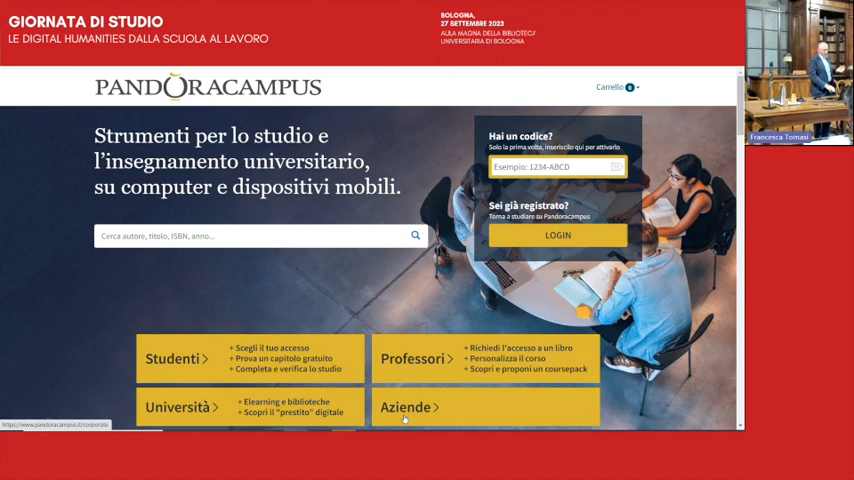 GIORNATA DI STUDIO
LE DIGITAL HUMANITIES DALLA SCUOLA AL LAVORO
BOLOGNA,
27 SETTEMBRE 2023
AULA MAGNA DELLA BIBLIOTECA
UNIVERSITARIA DI BOLOGNA
Francesca Tomasi
PANDORACAMPUS
Carrello 0
Strumenti per lo studio e
l'insegnamento universitario,
su computer e dispositivi mobili.
Cerca autore, titolo, ISBN, anno...
Hai un codice?
Solo la prima volta, inseriscilo qui per attivarlo
Esempio: 1234-ABCD
Sei già registrato?
Torna a studiare su Pandoracampus
LOGIN
Studenti >
+ Scegli il tuo accesso
+ Prova un capitolo gratuito
+ Completa e verifica lo studio
Professori >
+ Richiedi l'accesso a un libro
+ Personalizza il corso
+ Scopri e proponi un coursepack
Università >
+ Elearning e biblioteche
+ Scopri il "prestito" digitale
Aziende >
https://www.pandoracampus.it/corporate